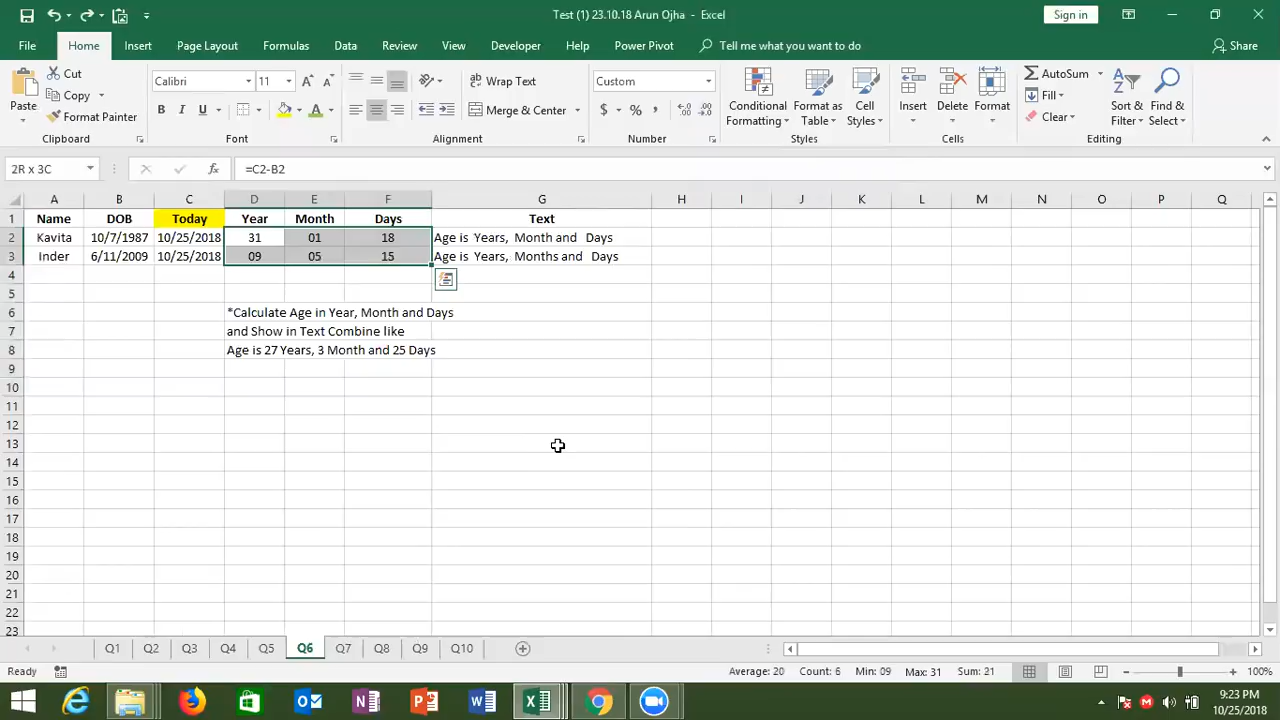 Test (1) 23.10.18 Arun Ojha - Excel
Sign in
File Home Insert Page Layout Formulas Data Review View Developer Help Power Pivot Tell me what you want to do Share
Paste Cut Copy Format Painter
Calibri 11
B I U A
Wrap Text
Merge & Center
Custom
$ % ,
Conditional Formatting Format as Table Cell Styles
Insert Delete Format
AutoSum Fill Clear
Sort & Filter Find & Select
Clipboard Font Alignment Number Styles Cells Editing
2R x 3C fx =C2-B2
A B C D E F G H I J K L M N O P Q
1 Name DOB Today Year Month Days Text
2 Kavita 10/7/1987 10/25/2018 31 01 18 Age is Years, Month and Days
3 Inder 6/11/2009 10/25/2018 09 05 15 Age is Years, Months and Days
4
5
6 *Calculate Age in Year, Month and Days
7 and Show in Text Combine like
8 Age is 27 Years, 3 Month and 25 Days
9
10
11
12
13
14
15
16
17
18
19
20
21
22
23
Q1 Q2 Q3 Q4 Q5 Q6 Q7 Q8 Q9 Q10
Ready Average: 20 Count: 6 Min: 09 Max: 31 Sum: 21 100%
9:23 PM
10/25/2018